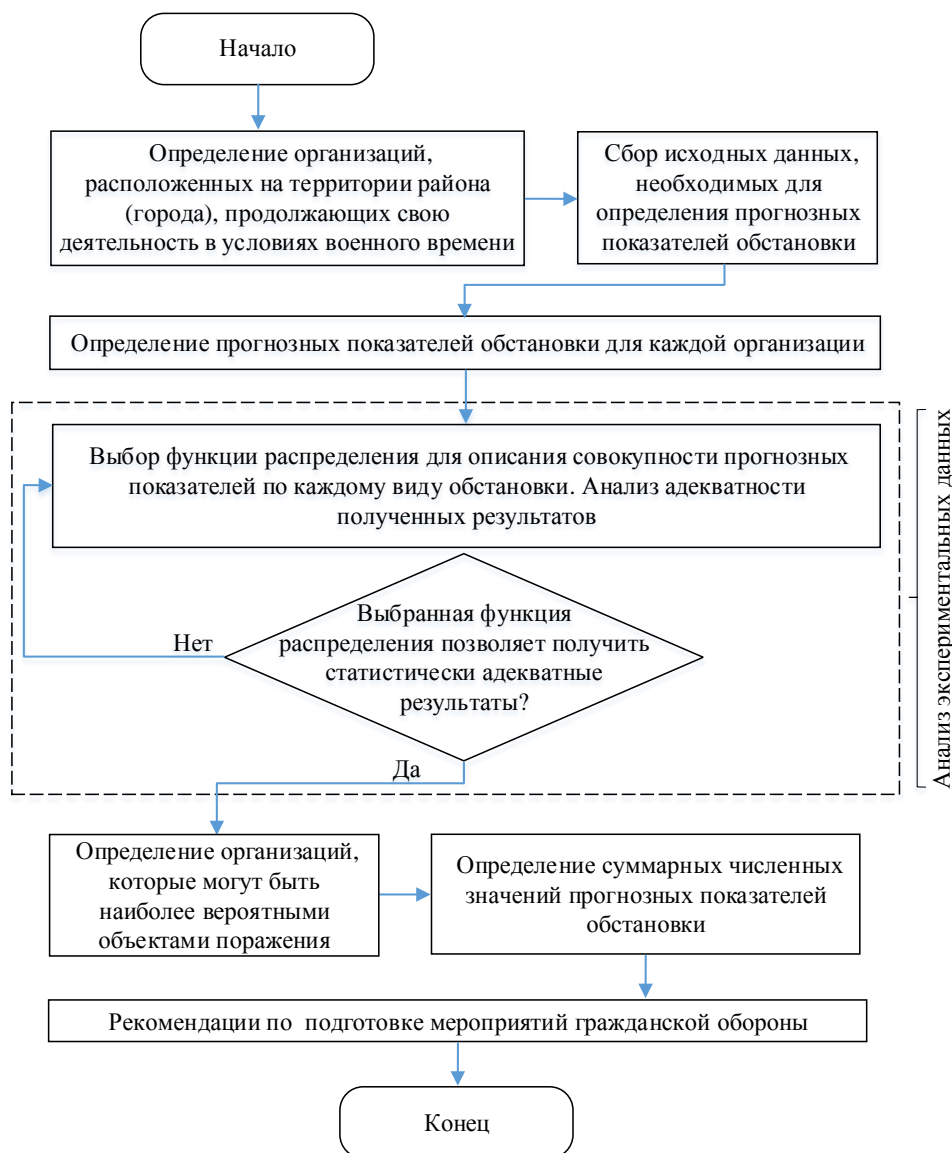 Начало
Определение организаций,
расположенных на территории района
(города), продолжающих свою
деятельность в условиях военного времени
Сбор исходных данных,
необходимых для
определения прогнозных
показателей обстановки
Определение прогнозных показателей обстановки для каждой организации
Выбор функции распределения для описания совокупности прогнозных
показателей по каждому виду обстановки. Анализ адекватности
полученных результатов
Выбранная функция
распределения позволяет получить
статистически адекватные
результаты?
Нет
Да
Анализ экспериментальных данных
Определение организаций,
которые могут быть
наиболее вероятными
объектами поражения
Определение суммарных численных
значений прогнозных показателей
обстановки
Рекомендации по подготовке мероприятий гражданской обороны
Конец